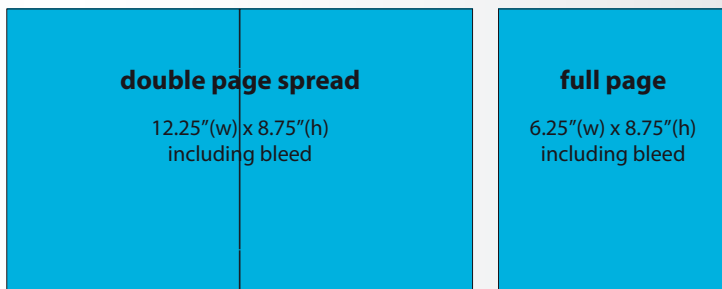 double page spread
12.25”(w) x 8.75”(h)
including bleed
full page
6.25”(w) x 8.75”(h)
including bleed